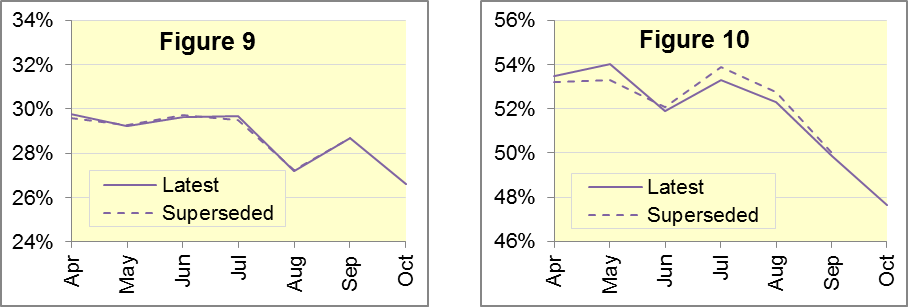 Figure 9
34%
32%
30%
28%
26%
24%
Latest
Superseded
Apr
May
Jun
Jul
Aug
Sep
Oct
Figure 10
56%
54%
52%
50%
48%
46%
Latest
Superseded
Apr
May
Jun
Jul
Aug
Sep
Oct